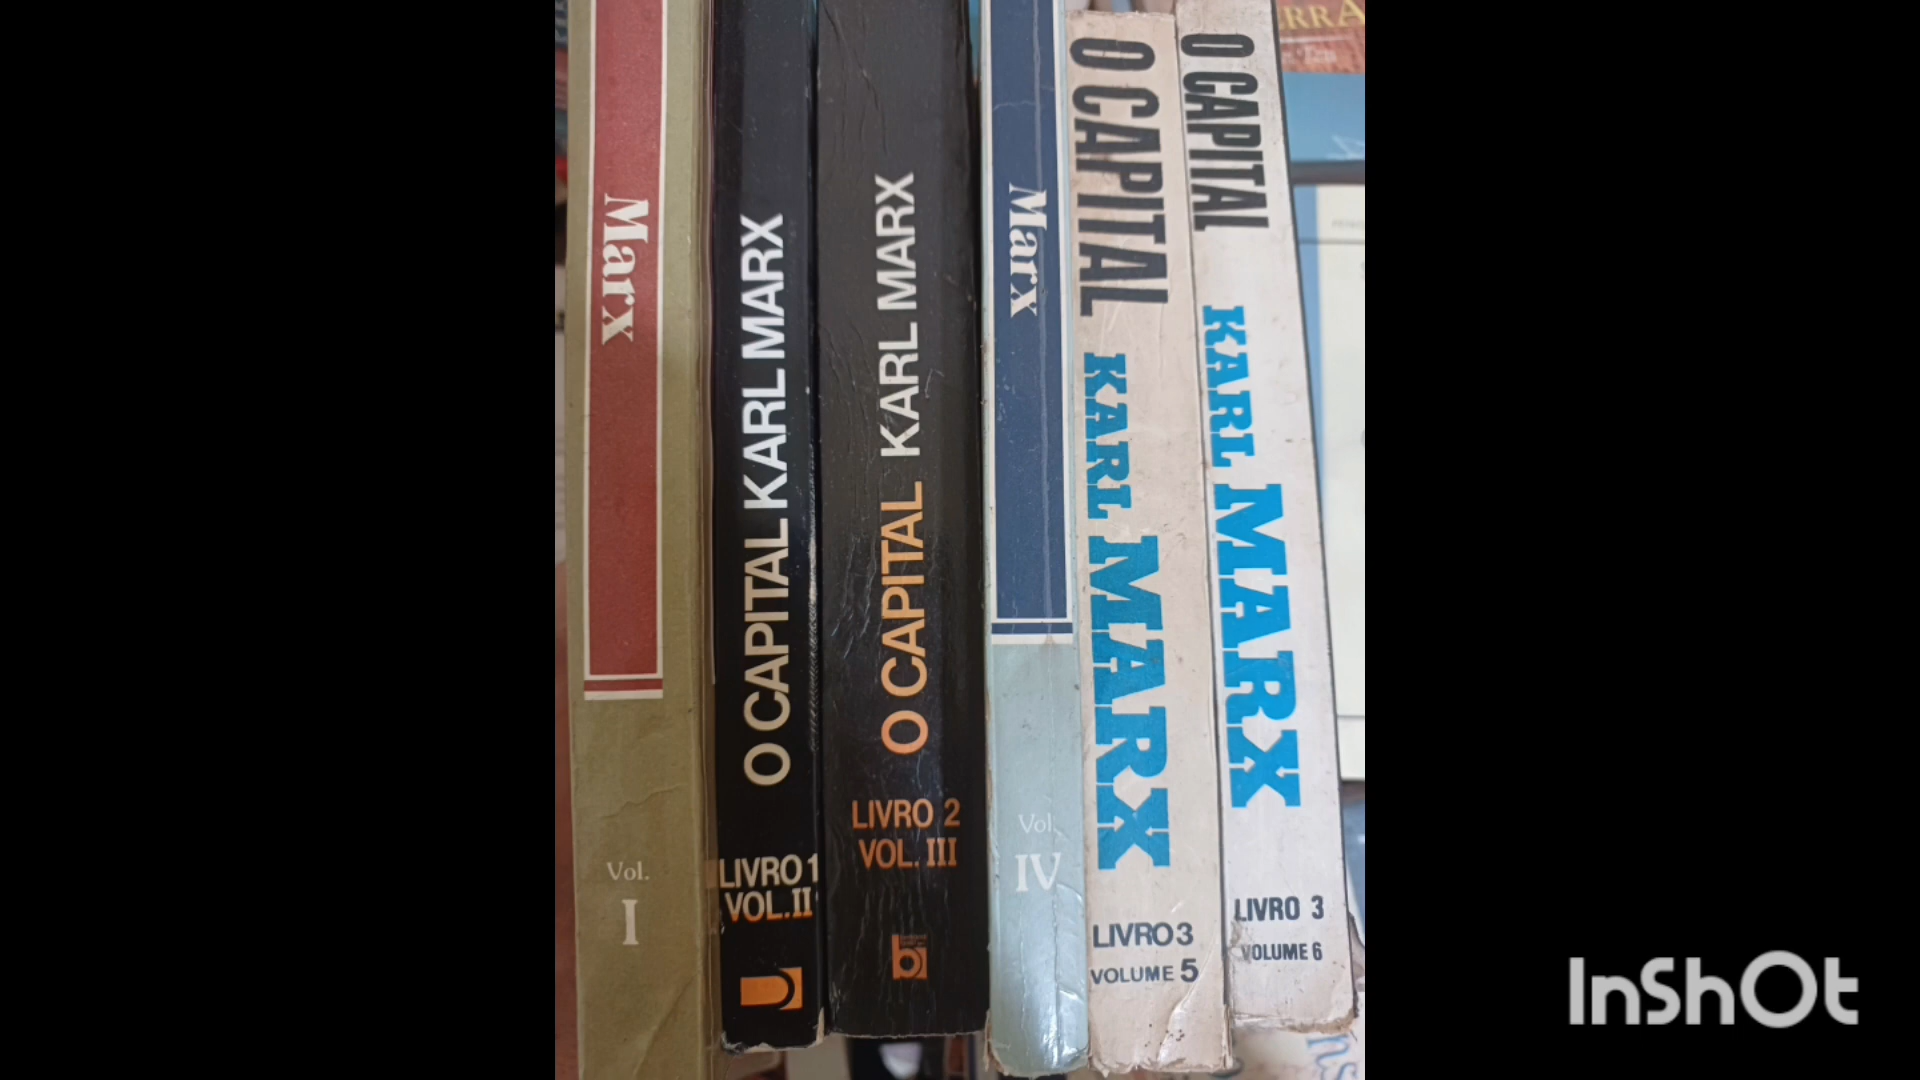 Marx
Vol.
I
O CAPITAL KARL MARX
LIVRO 1
VOL. II
O CAPITAL KARL MARX
LIVRO 2
VOL. III
Marx
Vol.
IV
O CAPITAL
KARL MARX
LIVRO 3
VOLUME 5
O CAPITAL
KARL MARX
LIVRO 3
VOLUME 6
ERRA
InShOt